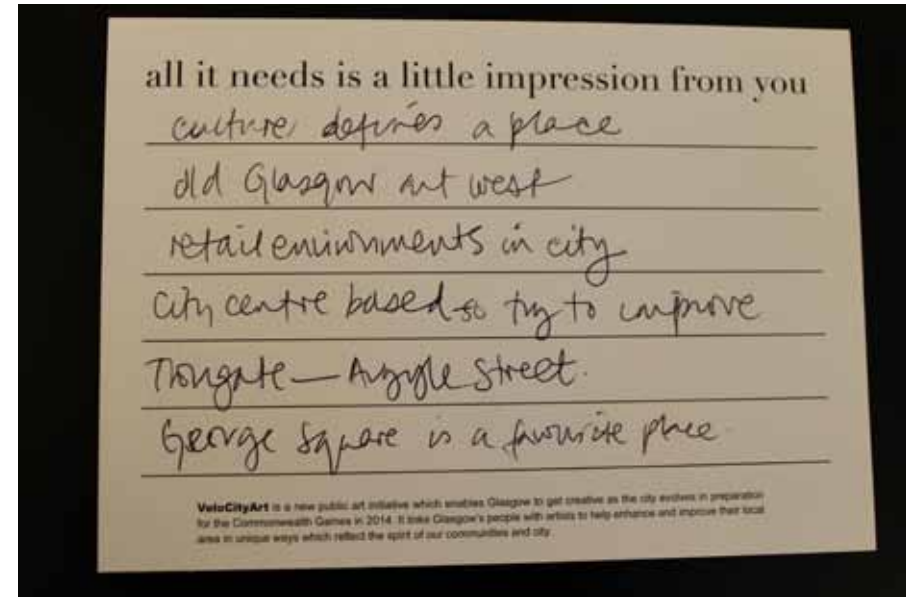 all it needs is a little impression from you
culture, defines a place
old Glasgow art west
retail environments in city
City centre based so try to improve
Trongate — Argyle Street.
George Square is a favourite place.
VeloCityArt is a new public art initiative which enables Glasgow to get creative as the city evolves in preparation
for the Commonwealth Games in 2014. It links Glasgow's people with artists to help enhance and improve their local
area in unique ways which reflect the spirit of our communities and city.